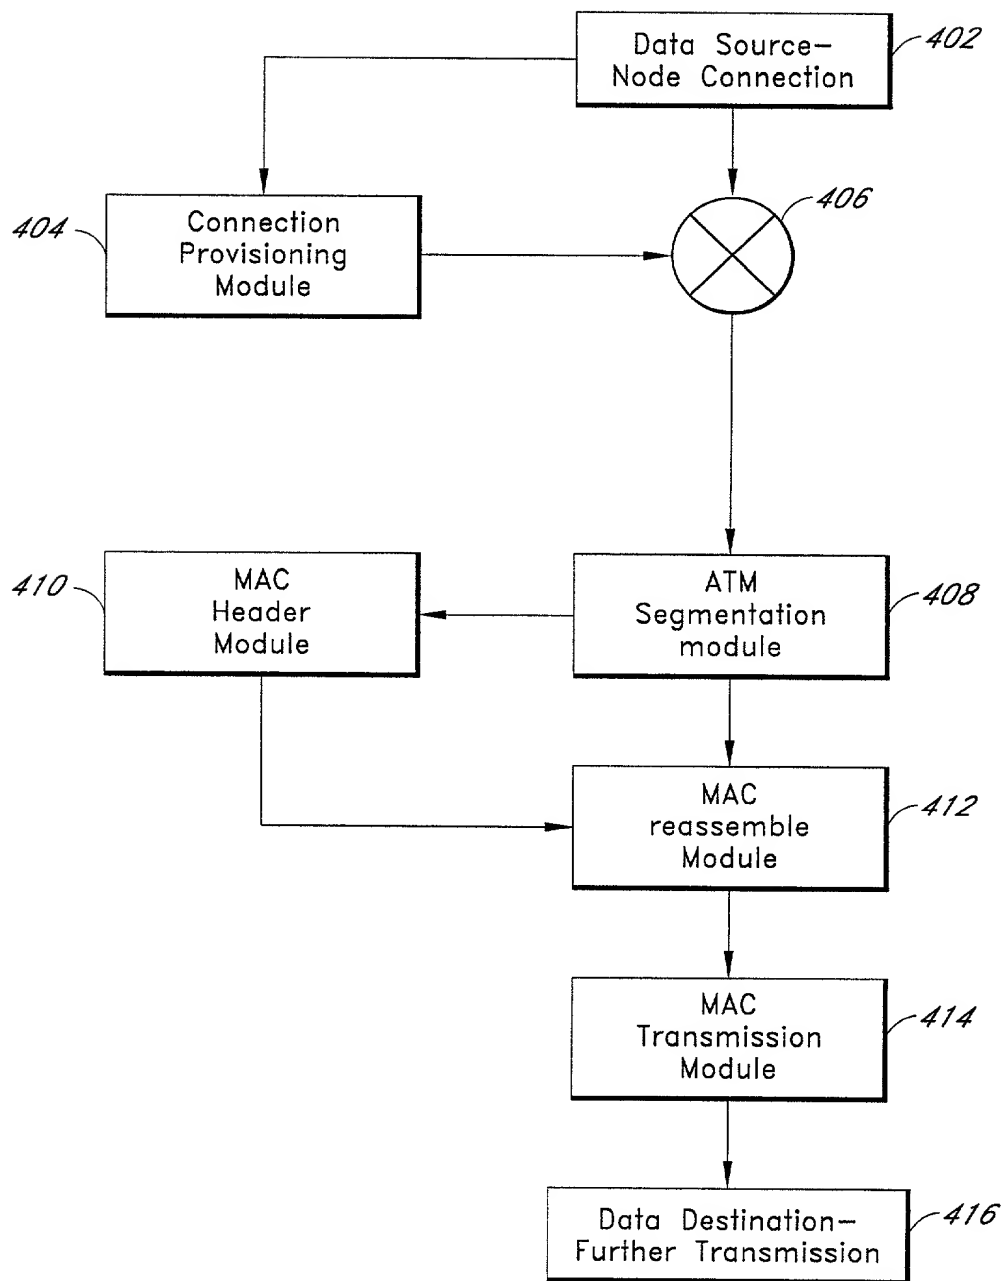 Data Source-
Node Connection
402
406
404
Connection
Provisioning
Module
410
MAC
Header
Module
ATM
Segmentation
module
408
MAC
reassemble
Module
412
MAC
Transmission
Module
414
Data Destination-
Further Transmission
416